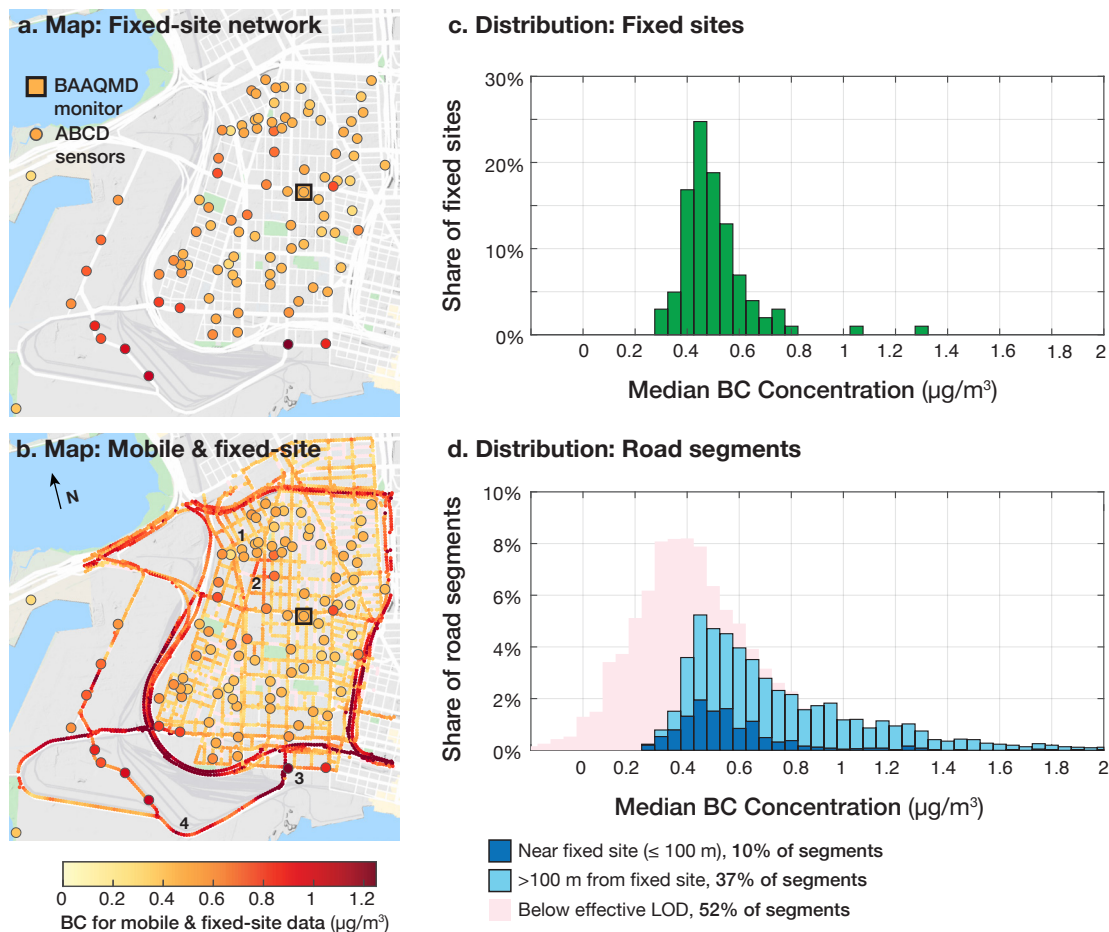 a. Map: Fixed-site network
BAAQMD
monitor
ABCD
sensors
c. Distribution: Fixed sites
30%
20%
10%
0%
Share of fixed sites
0 0.2 0.4 0.6 0.8 1 1.2 1.4 1.6 1.8 2
Median BC Concentration (µg/m³)
b. Map: Mobile & fixed-site
N
1
2
3
4
0 0.2 0.4 0.6 0.8 1 1.2
BC for mobile & fixed-site data (µg/m³)
d. Distribution: Road segments
10%
8%
6%
4%
2%
0%
Share of road segments
0 0.2 0.4 0.6 0.8 1 1.2 1.4 1.6 1.8 2
Median BC Concentration (µg/m³)
Near fixed site (≤ 100 m), 10% of segments
>100 m from fixed site, 37% of segments
Below effective LOD, 52% of segments